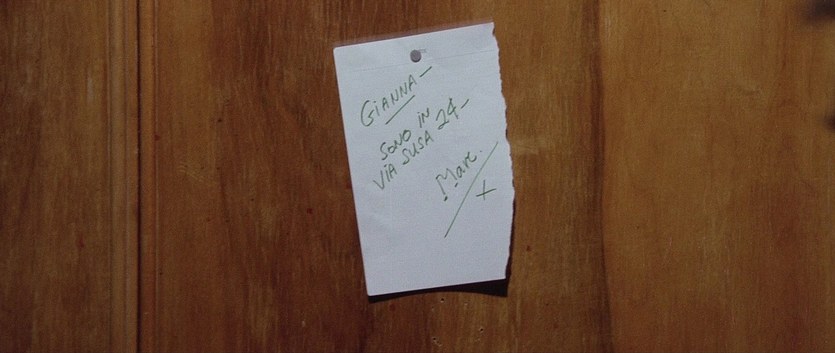 GIANNA—
SONO IN
VIA SUSA 24—
Marc.
X